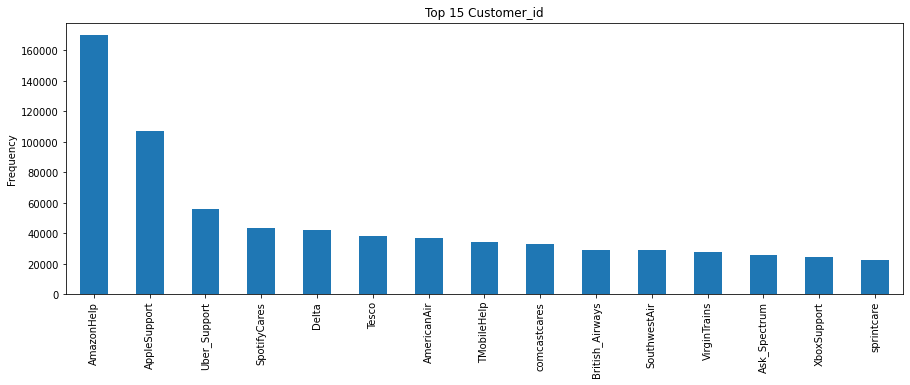 Top 15 Customer_id
Frequency
160000
140000
120000
100000
80000
60000
40000
20000
0
AmazonHelp
AppleSupport
Uber_Support
SpotifyCares
Delta
Tesco
AmericanAir
TMobileHelp
comcastcares
British_Airways
SouthwestAir
VirginTrains
Ask_Spectrum
XboxSupport
sprintcare